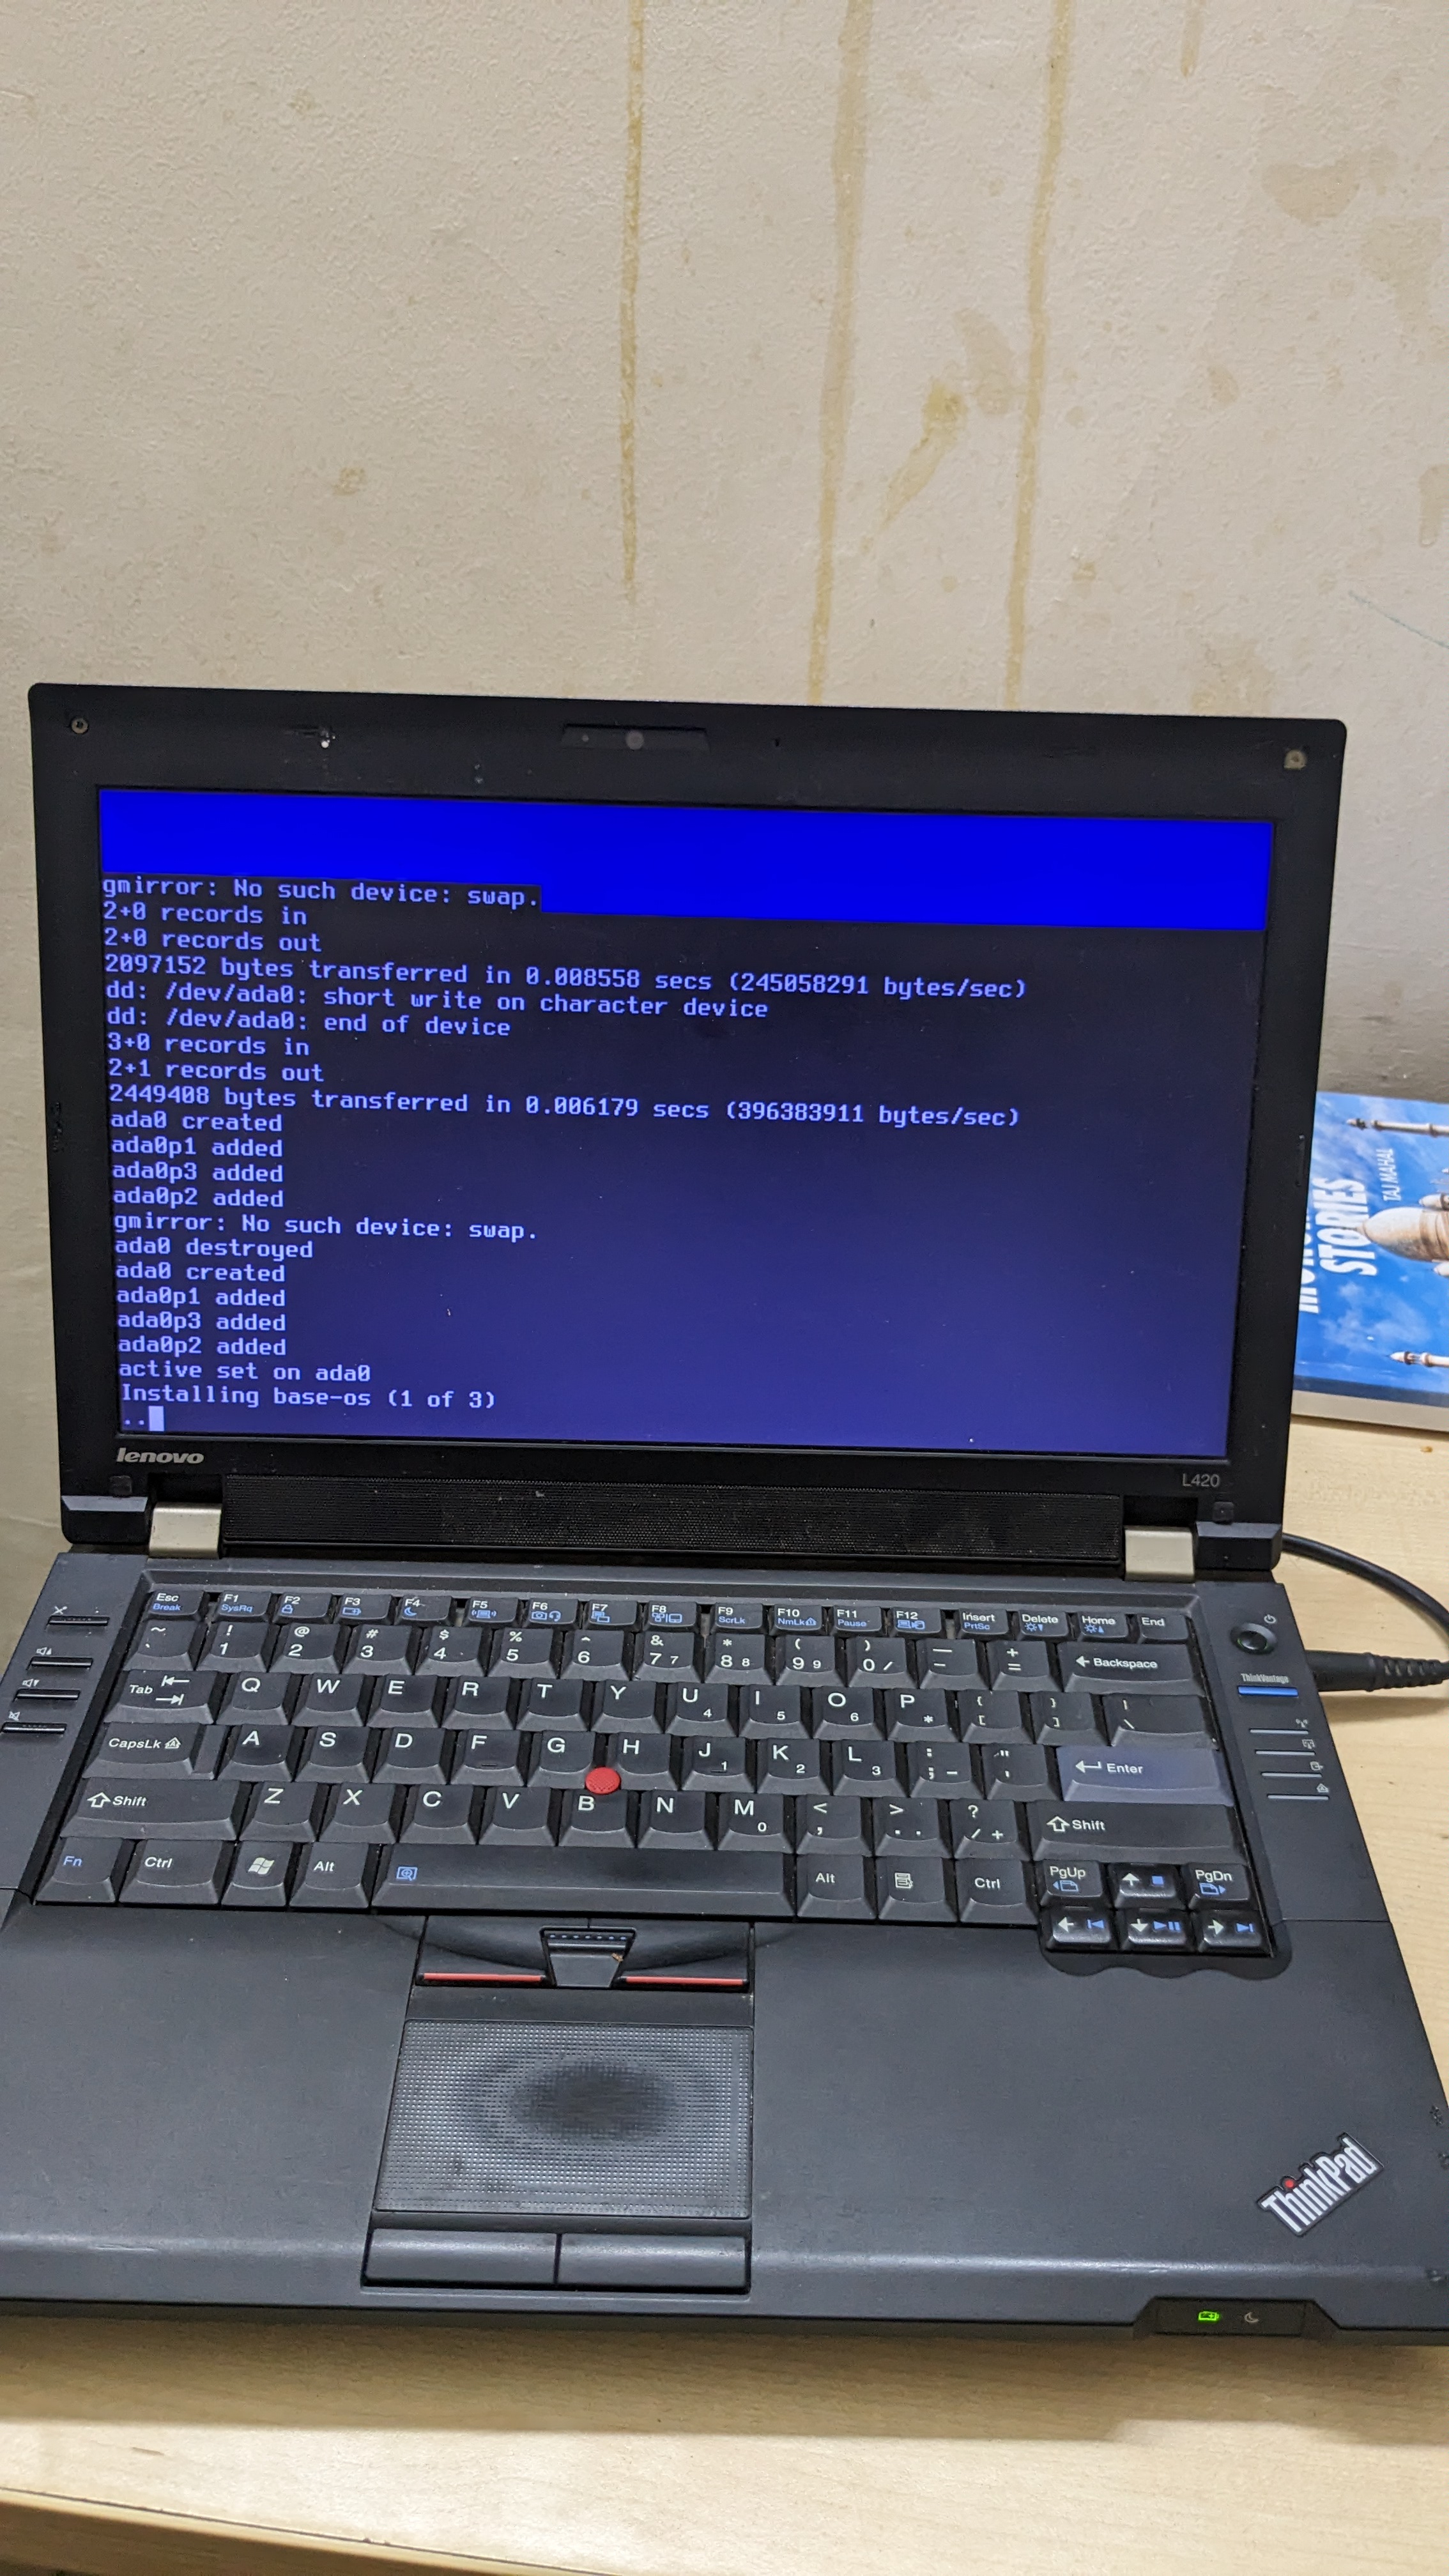 gmirror: No such device: swap.
2+0 records in
2+0 records out
2097152 bytes transferred in 0.008558 secs (245058291 bytes/sec)
dd: /dev/ada0: short write on character device
dd: /dev/ada0: end of device
3+0 records in
2+1 records out
2449408 bytes transferred in 0.006179 secs (396383911 bytes/sec)
ada0 created
ada0p1 added
ada0p3 added
ada0p2 added
gmirror: No such device: swap.
ada0 destroyed
ada0 created
ada0p1 added
ada0p3 added
ada0p2 added
active set on ada0
Installing base-os (1 of 3)
..
lenovo
L420
STORIES
TAJ MAHAL
Esc F1 F2 F3 F4 F5 F6 F7 F8 F9 F10 F11 F12 Insert Delete Home End
Break SysRq ScrLk NmLk Pause PrtSc
~ ! @ # $ % ^ & * ( ) _ +
` 1 2 3 4 5 6 7 7 8 8 9 9 0 / - = Backspace
ThinkVantage
Tab Q W E R T Y U 4 I 5 O 6 P * { [ } ] | \
CapsLk A S D F G H J 1 K 2 L 3 : ; - " ' Enter
Shift Z X C V B N M 0 < , > . . ? / + Shift
Fn Ctrl Alt Alt Ctrl PgUp PgDn
ThinkPad